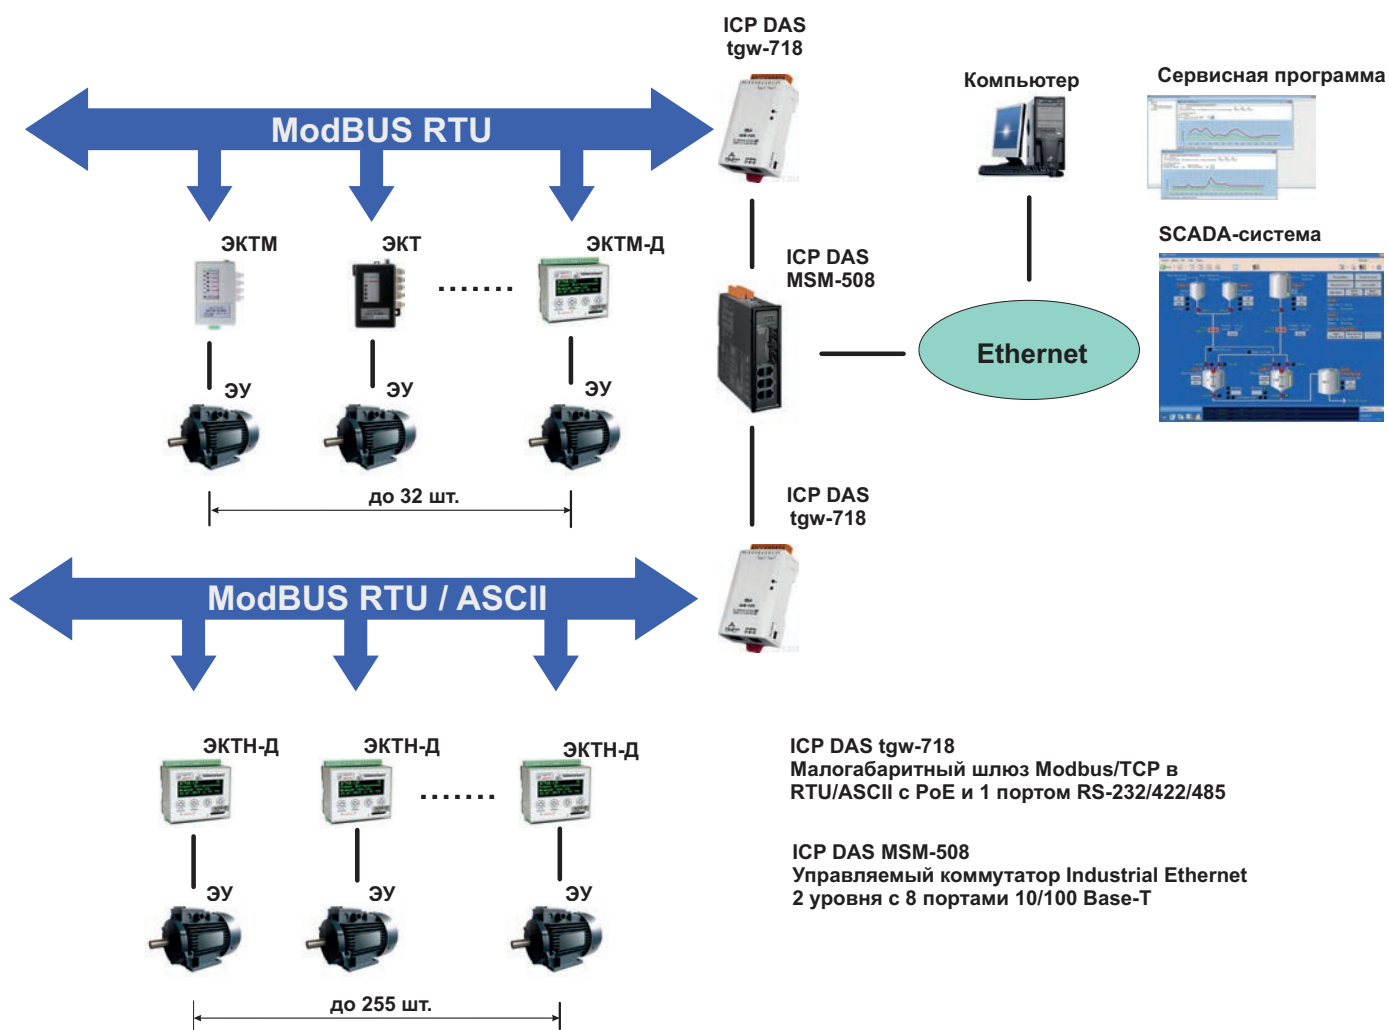 ICP DAS
tgw-718
Компьютер
Сервисная программа
ModBUS RTU
ЭКТМ
ЭКТ
ЭКТМ-Д
ICP DAS
MSM-508
SCADA-система
Ethernet
ЭУ
ЭУ
ЭУ
до 32 шт.
ICP DAS
tgw-718
ModBUS RTU / ASCII
ЭКТН-Д
ЭКТН-Д
ЭКТН-Д
ICP DAS tgw-718
Малогабаритный шлюз Modbus/TCP в
RTU/ASCII с PoE и 1 портом RS-232/422/485
ICP DAS MSM-508
Управляемый коммутатор Industrial Ethernet
2 уровня с 8 портами 10/100 Base-T
ЭУ
ЭУ
ЭУ
до 255 шт.